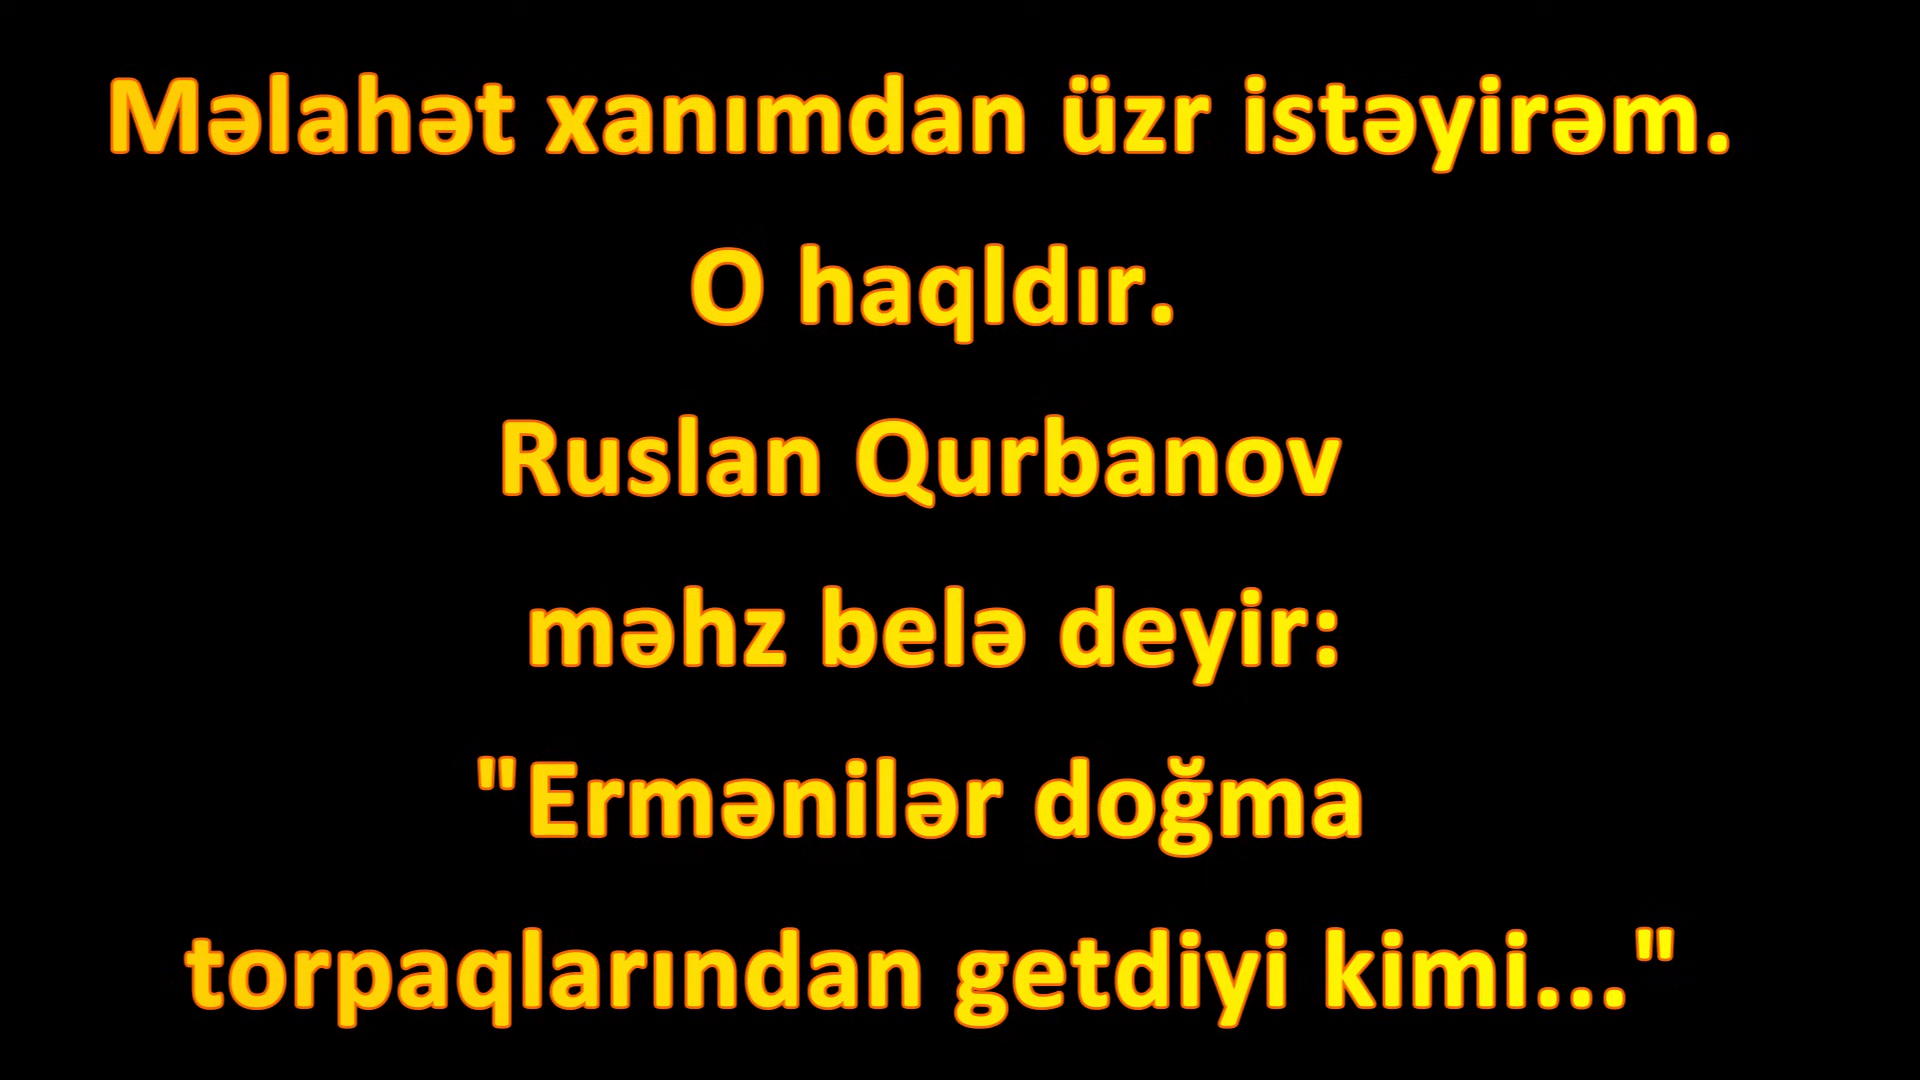 Məlahət xanımdan üzr istəyirəm.
O haqldır.
Ruslan Qurbanov
məhz belə deyir:
"Ermənilər doğma
torpaqlarından getdiyi kimi..."